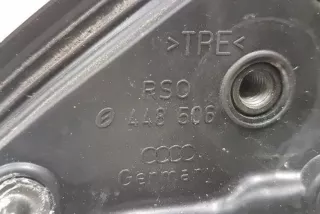 >TPE<
RSO
448 506
Germany